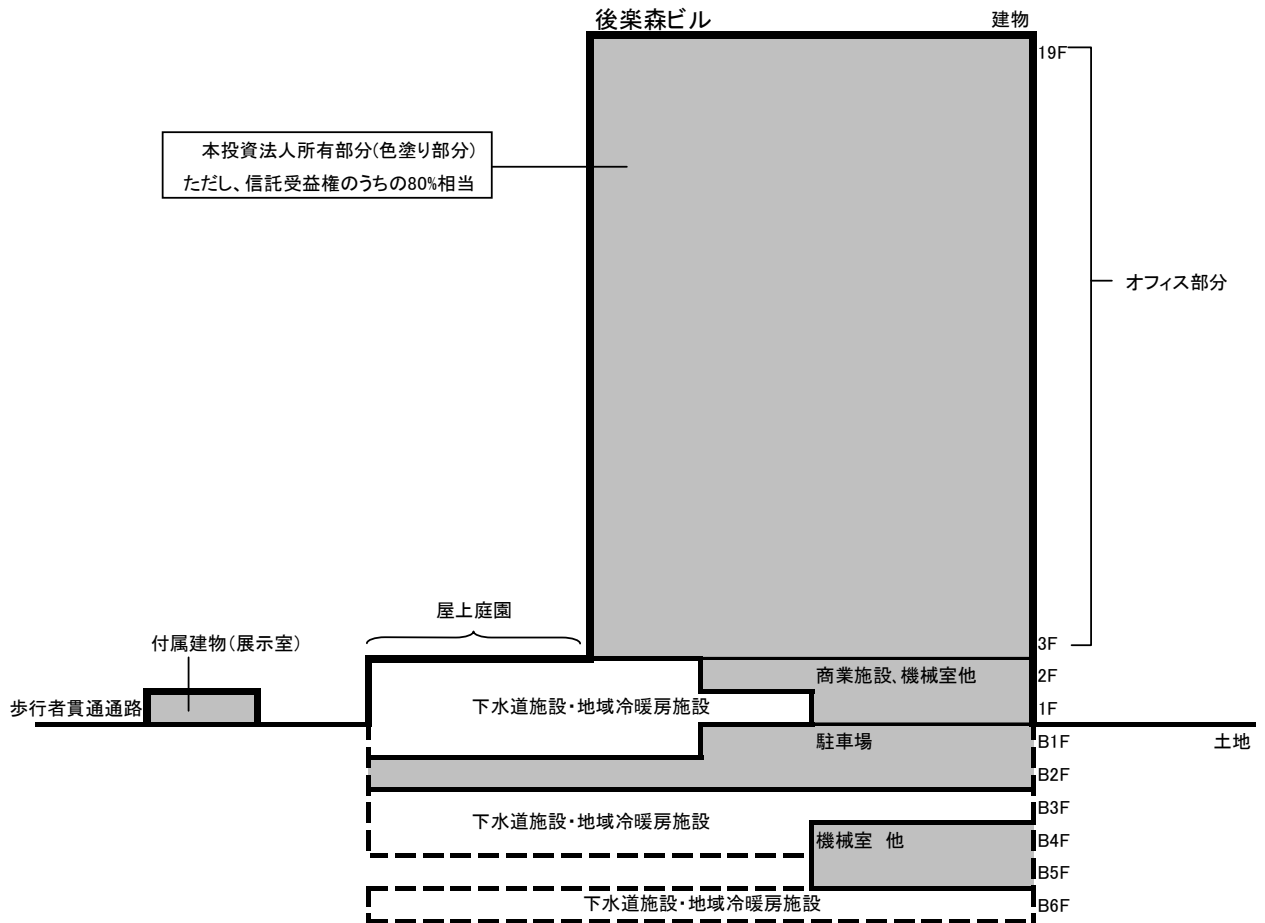 後楽森ビル
建物
19F
本投資法人所有部分(色塗り部分)
ただし、信託受益権のうちの80%相当
オフィス部分
屋上庭園
3F
付属建物(展示室)
商業施設、機械室他
2F
歩行者貫通通路
下水道施設・地域冷暖房施設
1F
駐車場
B1F
土地
B2F
下水道施設・地域冷暖房施設
B3F
機械室 他
B4F
B5F
下水道施設・地域冷暖房施設
B6F